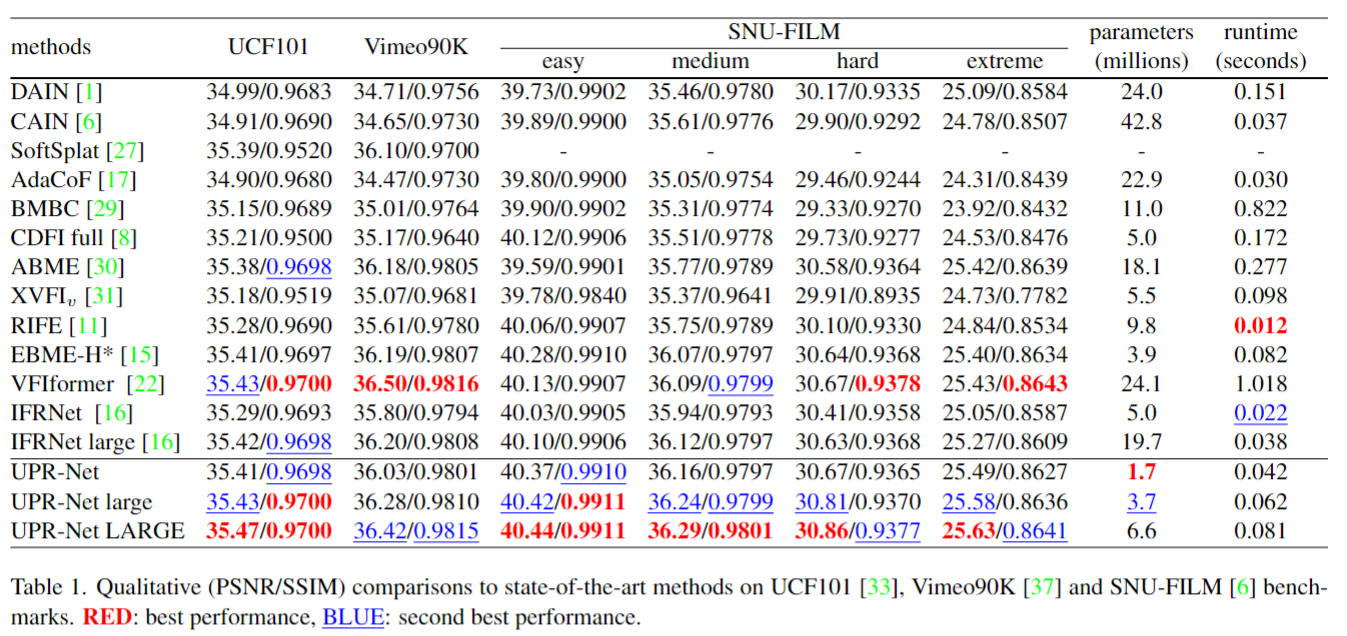 methods UCF101 Vimeo90K SNU-FILM parameters runtime
easy medium hard extreme (millions) (seconds)
DAIN [1] 34.99/0.9683 34.71/0.9756 39.73/0.9902 35.46/0.9780 30.17/0.9335 25.09/0.8584 24.0 0.151
CAIN [6] 34.91/0.9690 34.65/0.9730 39.89/0.9900 35.61/0.9776 29.90/0.9292 24.78/0.8507 42.8 0.037
SoftSplat [27] 35.39/0.9520 36.10/0.9700 - - - - - -
AdaCoF [17] 34.90/0.9680 34.47/0.9730 39.80/0.9900 35.05/0.9754 29.46/0.9244 24.31/0.8439 22.9 0.030
BMBC [29] 35.15/0.9689 35.01/0.9764 39.90/0.9902 35.31/0.9774 29.33/0.9270 23.92/0.8432 11.0 0.822
CDFI full [8] 35.21/0.9500 35.17/0.9640 40.12/0.9906 35.51/0.9778 29.73/0.9277 24.53/0.8476 5.0 0.172
ABME [30] 35.38/0.9698 36.18/0.9805 39.59/0.9901 35.77/0.9789 30.58/0.9364 25.42/0.8639 18.1 0.277
XVFIv [31] 35.18/0.9519 35.07/0.9681 39.78/0.9840 35.37/0.9641 29.91/0.8935 24.73/0.7782 5.5 0.098
RIFE [11] 35.28/0.9690 35.61/0.9780 40.06/0.9907 35.75/0.9789 30.10/0.9330 24.84/0.8534 9.8 0.012
EBME-H* [15] 35.41/0.9697 36.19/0.9807 40.28/0.9910 36.07/0.9797 30.64/0.9368 25.40/0.8634 3.9 0.082
VFIformer [22] 35.43/0.9700 36.50/0.9816 40.13/0.9907 36.09/0.9799 30.67/0.9378 25.43/0.8643 24.1 1.018
IFRNet [16] 35.29/0.9693 35.80/0.9794 40.03/0.9905 35.94/0.9793 30.41/0.9358 25.05/0.8587 5.0 0.022
IFRNet large [16] 35.42/0.9698 36.20/0.9808 40.10/0.9906 36.12/0.9797 30.63/0.9368 25.27/0.8609 19.7 0.038
UPR-Net 35.41/0.9698 36.03/0.9801 40.37/0.9910 36.16/0.9797 30.67/0.9365 25.49/0.8627 1.7 0.042
UPR-Net large 35.43/0.9700 36.28/0.9810 40.42/0.9911 36.24/0.9799 30.81/0.9370 25.58/0.8636 3.7 0.062
UPR-Net LARGE 35.47/0.9700 36.42/0.9815 40.44/0.9911 36.29/0.9801 30.86/0.9377 25.63/0.8641 6.6 0.081
Table 1. Qualitative (PSNR/SSIM) comparisons to state-of-the-art methods on UCF101 [33], Vimeo90K [37] and SNU-FILM [6] bench-
marks. RED: best performance, BLUE: second best performance.